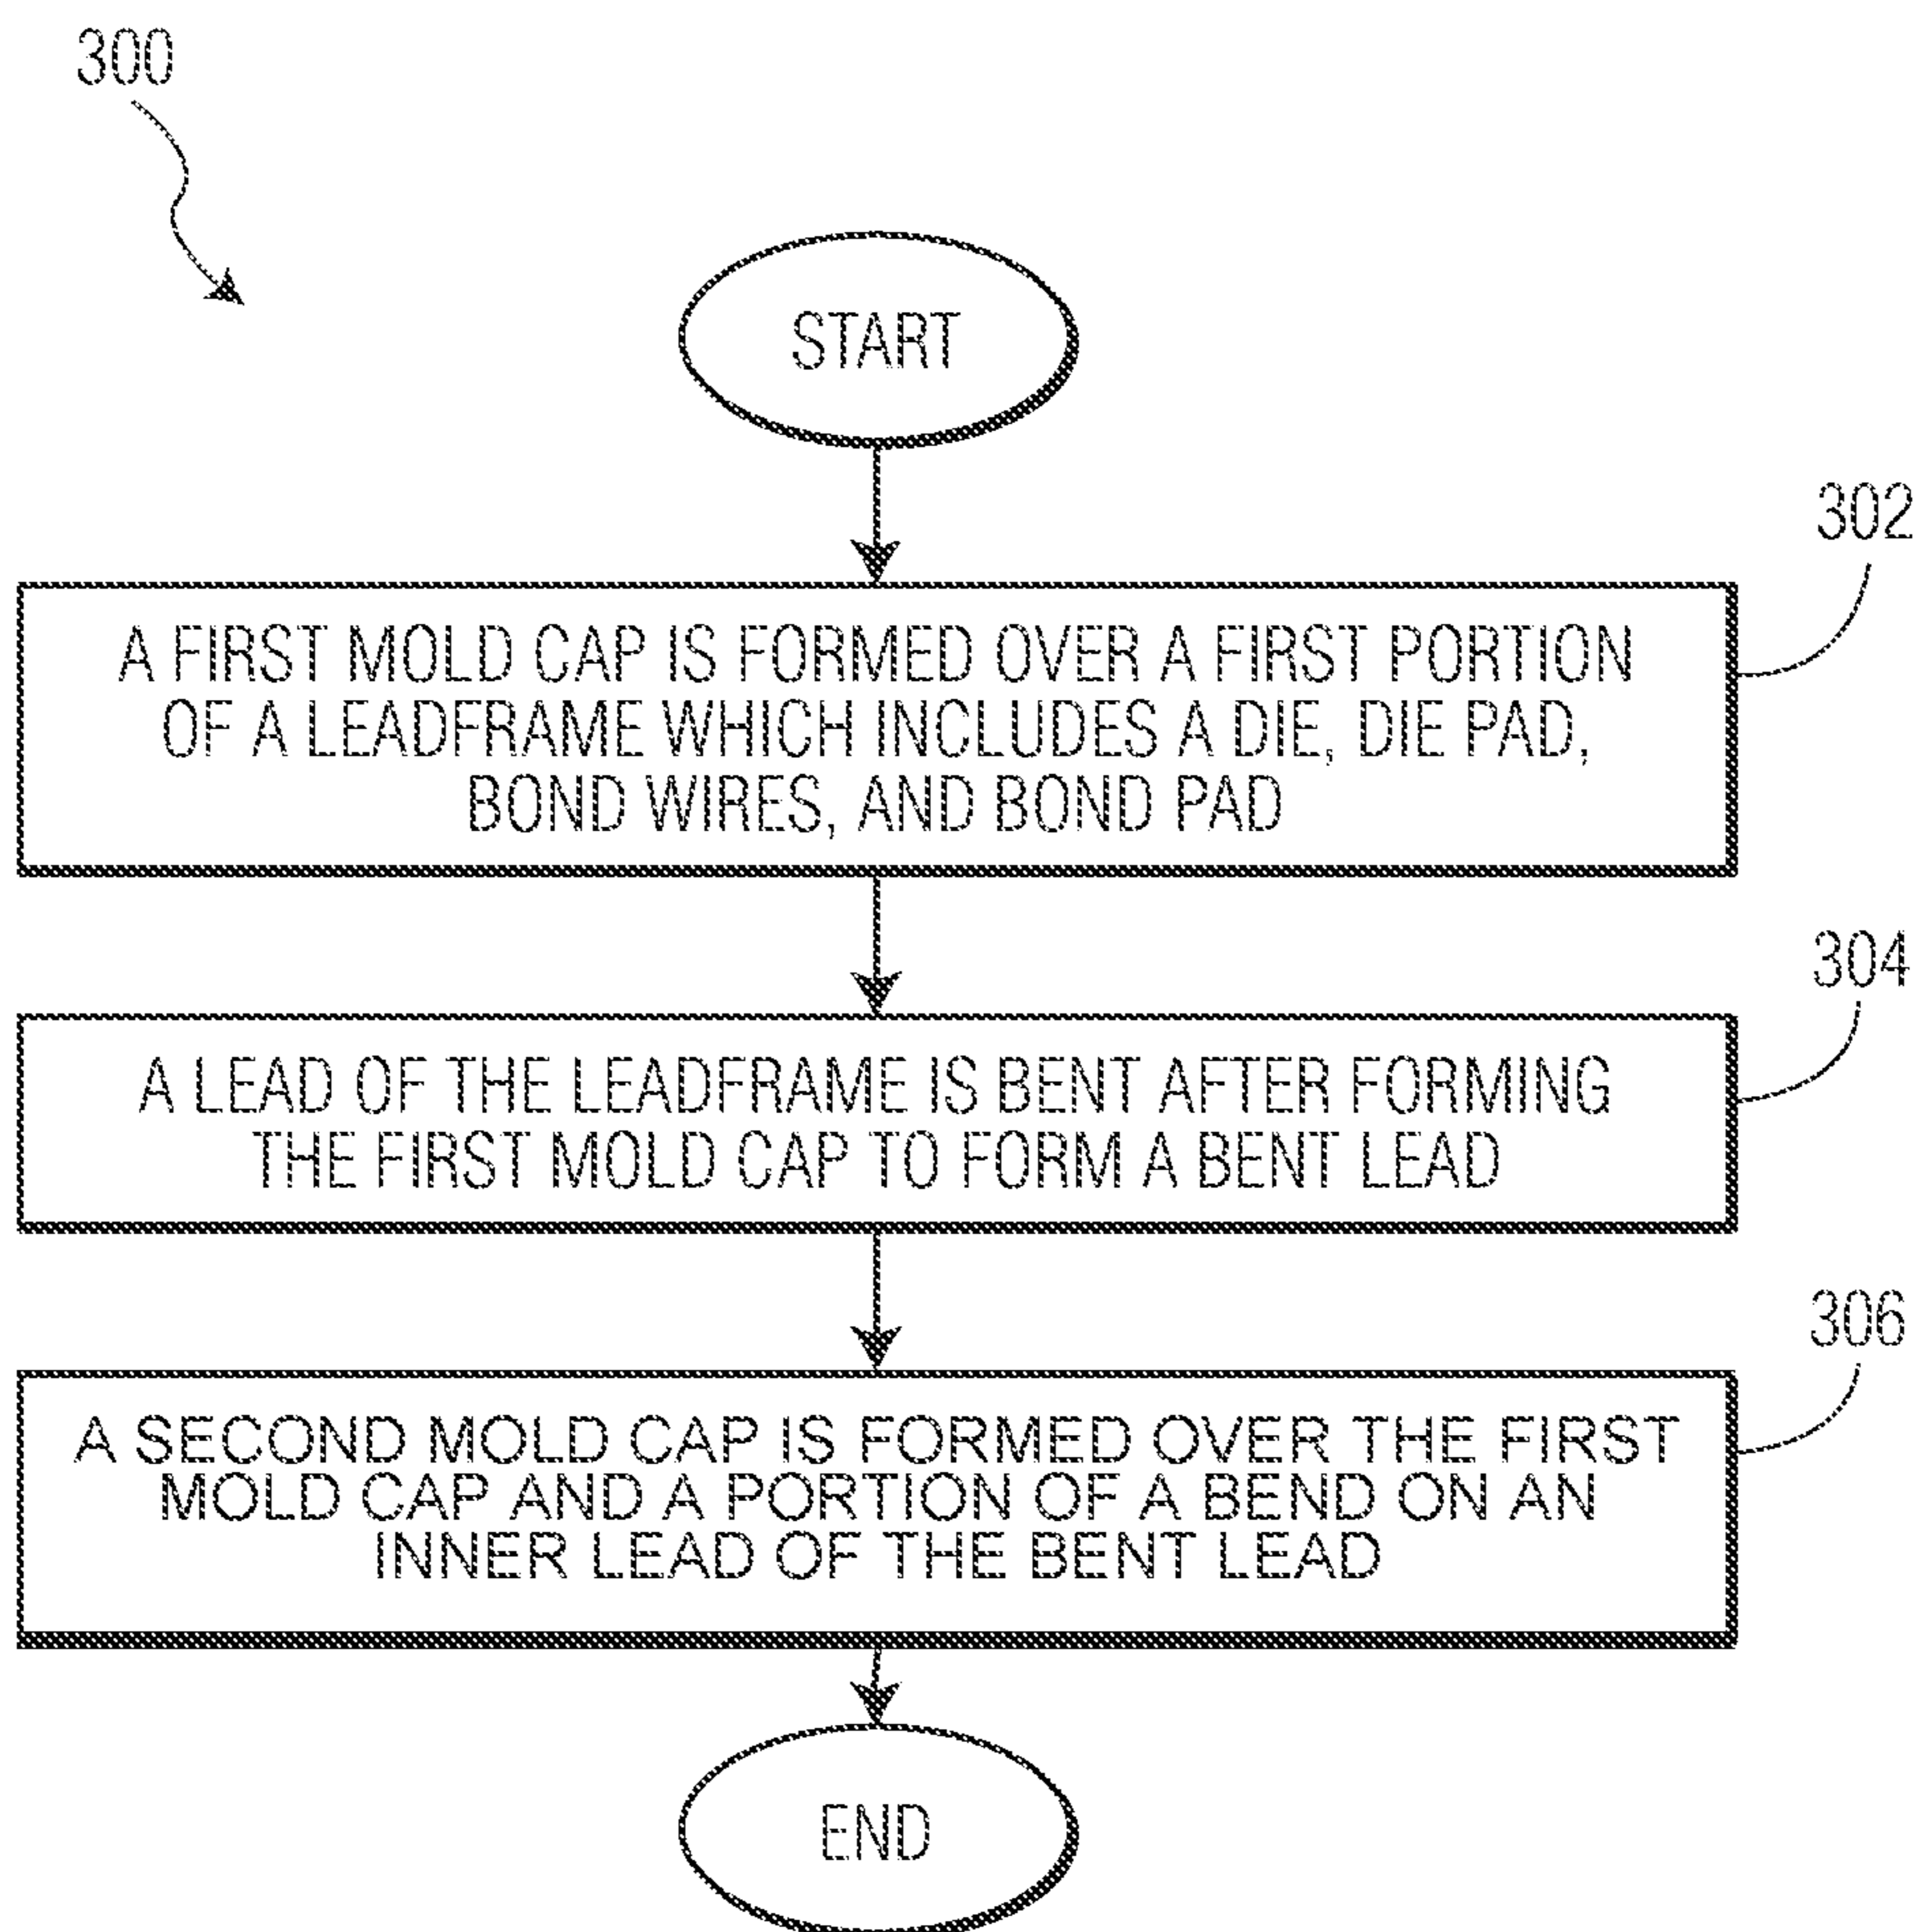 300
START
302
A FIRST MOLD CAP IS FORMED OVER A FIRST PORTION
OF A LEADFRAME WHICH INCLUDES A DIE, DIE PAD,
BOND WIRES, AND BOND PAD
304
A LEAD OF THE LEADFRAME IS BENT AFTER FORMING
THE FIRST MOLD CAP TO FORM A BENT LEAD
306
A SECOND MOLD CAP IS FORMED OVER THE FIRST
MOLD CAP AND A PORTION OF A BEND ON AN
INNER LEAD OF THE BENT LEAD
END